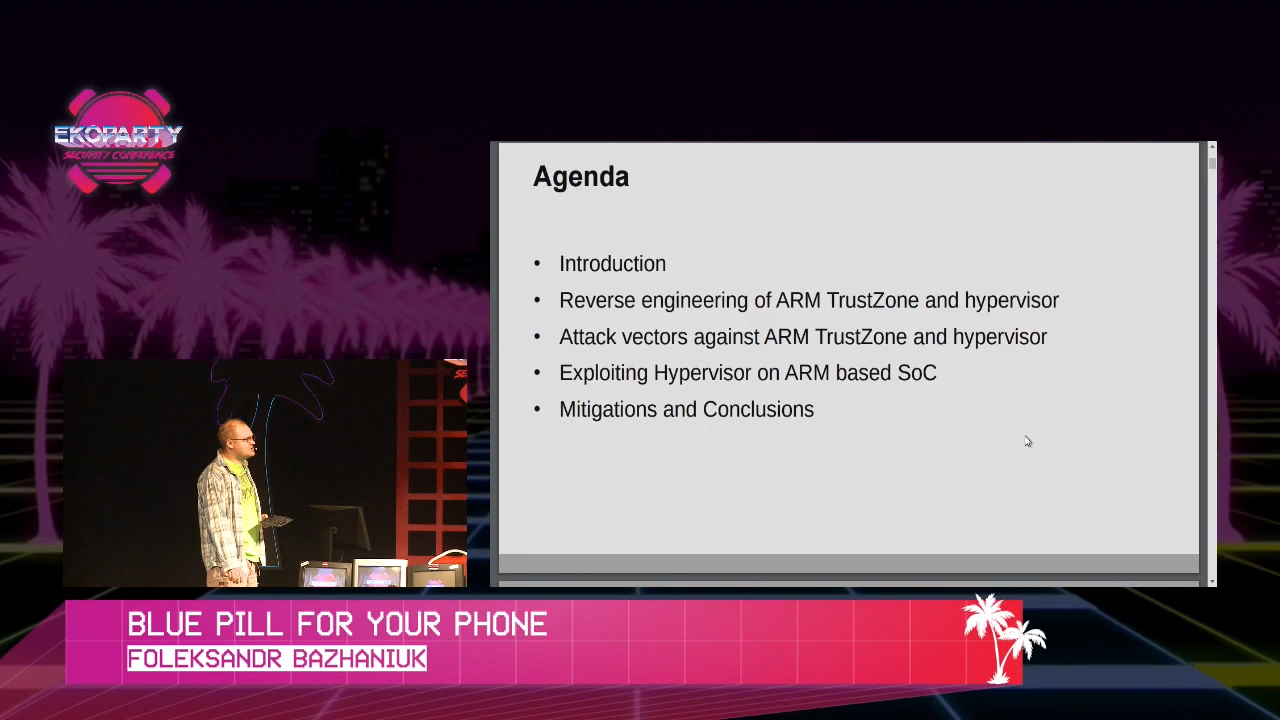 EKOPARTY
SECURITY CONFERENCE
Agenda
• Introduction
• Reverse engineering of ARM TrustZone and hypervisor
• Attack vectors against ARM TrustZone and hypervisor
• Exploiting Hypervisor on ARM based SoC
• Mitigations and Conclusions
BLUE PILL FOR YOUR PHONE
FOLEKSANDR BAZHANIUK